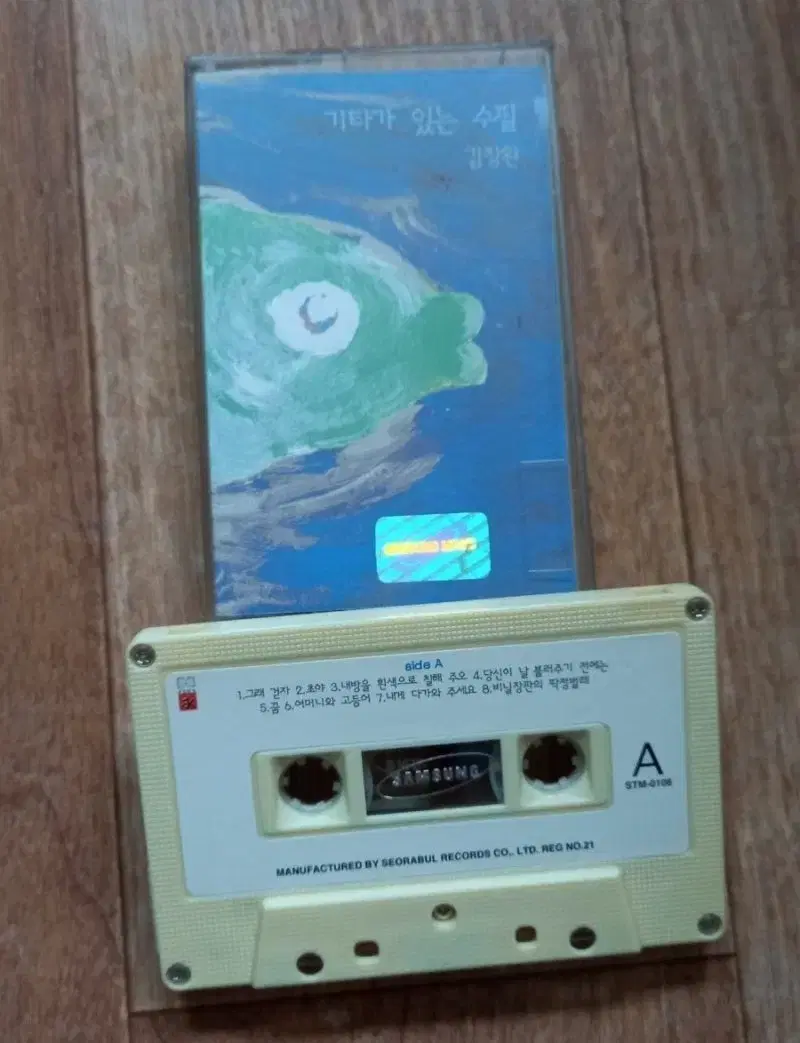 기타가 있는 수필
김창완
side A
1.그래 걷자 2.초야 3.내방을 흰색으로 칠해 주오 4.당신이 날 불러주기 전에는
5.꿈 6.어머니와 고등어 7.내게 다가와 주세요 8.비닐장판의 딱정벌레
SAMSUNG
A
STM-0106
MANUFACTURED BY SEORABUL RECORDS CO,. LTD. REG NO.21